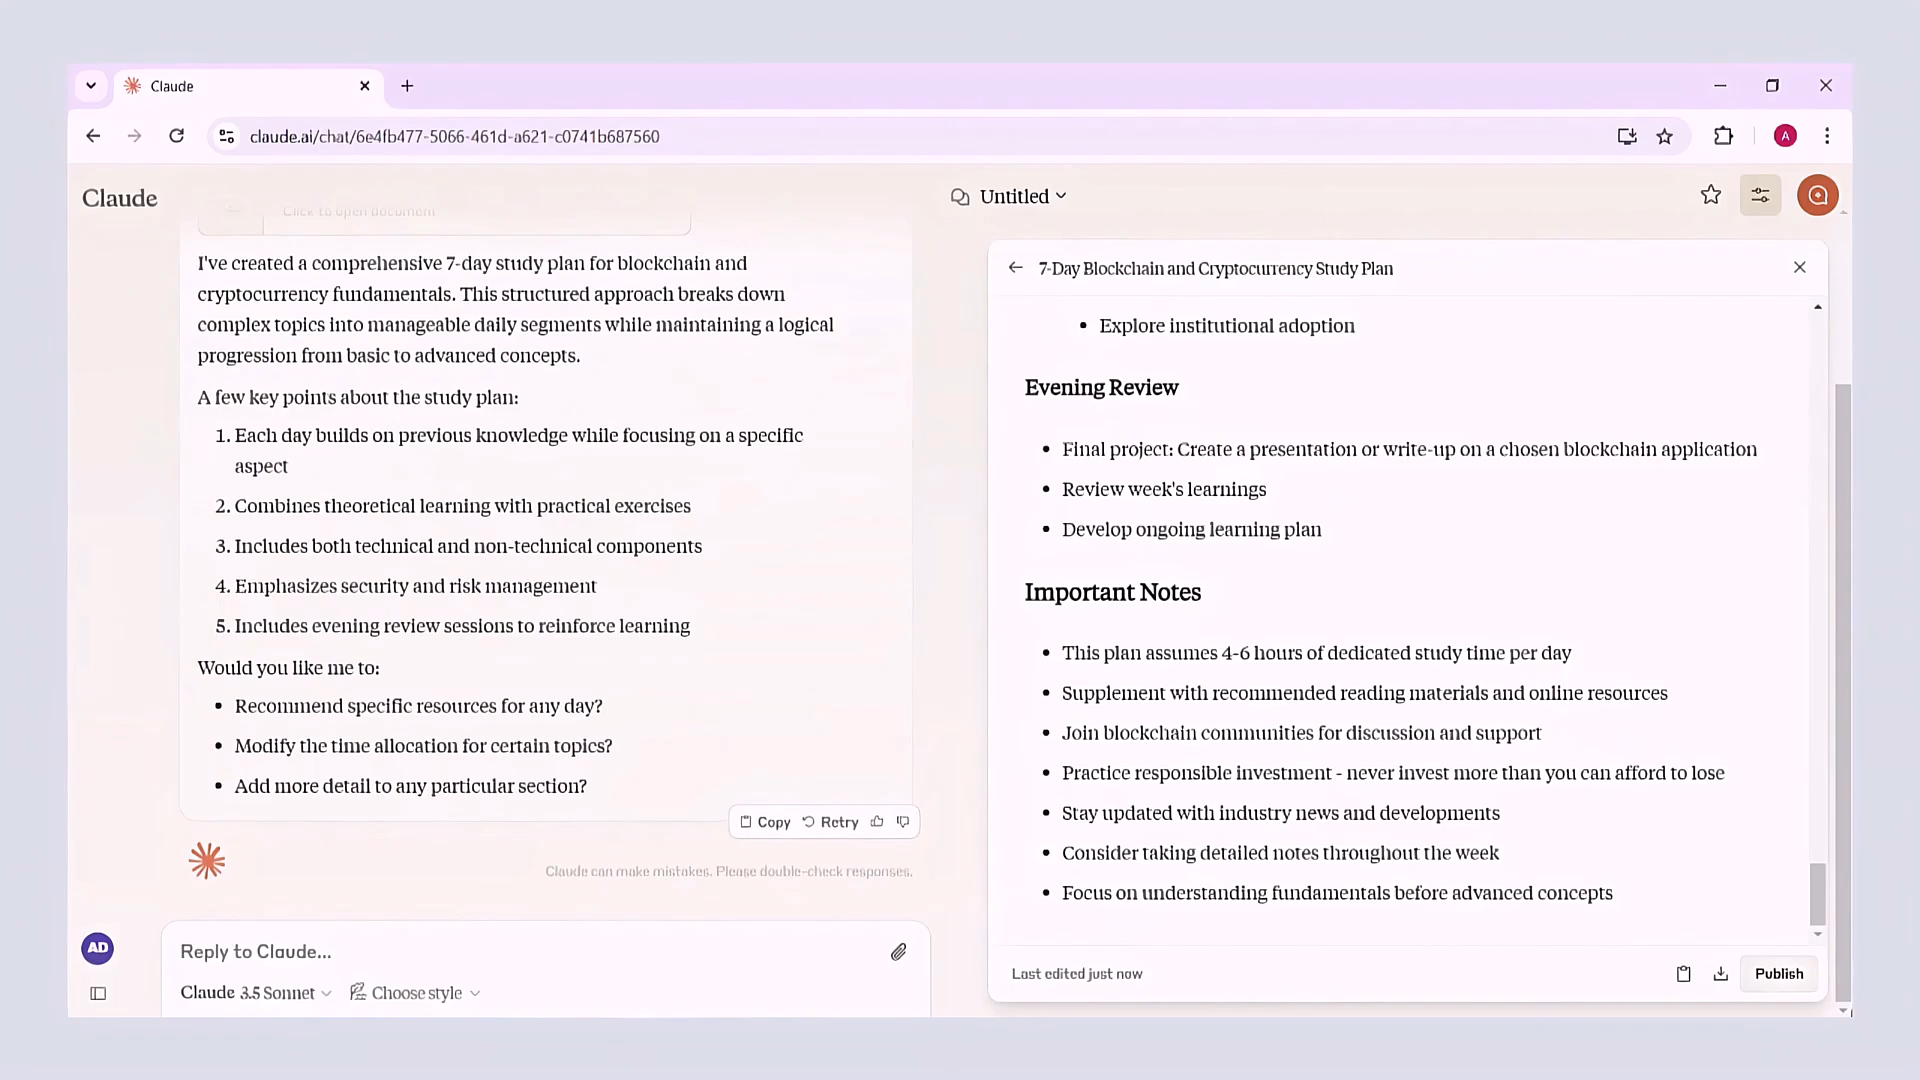 Claude
claude.ai/chat/6e4fb477-5066-461d-a621-c0741b687560
A
Claude
Untitled
Click to open document
I've created a comprehensive 7-day study plan for blockchain and
cryptocurrency fundamentals. This structured approach breaks down
complex topics into manageable daily segments while maintaining a logical
progression from basic to advanced concepts.
A few key points about the study plan:
1. Each day builds on previous knowledge while focusing on a specific
aspect
2. Combines theoretical learning with practical exercises
3. Includes both technical and non-technical components
4. Emphasizes security and risk management
5. Includes evening review sessions to reinforce learning
Would you like me to:
• Recommend specific resources for any day?
• Modify the time allocation for certain topics?
• Add more detail to any particular section?
Copy Retry
Claude can make mistakes. Please double-check responses.
AD
Reply to Claude...
Claude 3.5 Sonnet Choose style
7-Day Blockchain and Cryptocurrency Study Plan
• Explore institutional adoption
Evening Review
• Final project: Create a presentation or write-up on a chosen blockchain application
• Review week's learnings
• Develop ongoing learning plan
Important Notes
• This plan assumes 4-6 hours of dedicated study time per day
• Supplement with recommended reading materials and online resources
• Join blockchain communities for discussion and support
• Practice responsible investment - never invest more than you can afford to lose
• Stay updated with industry news and developments
• Consider taking detailed notes throughout the week
• Focus on understanding fundamentals before advanced concepts
Last edited just now
Publish